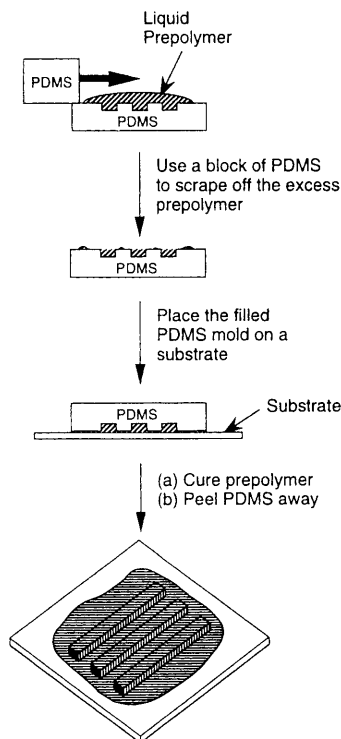 Liquid
Prepolymer
PDMS
PDMS
Use a block of PDMS
to scrape off the excess
prepolymer
PDMS
Place the filled
PDMS mold on a
substrate
PDMS
Substrate
(a) Cure prepolymer
(b) Peel PDMS away